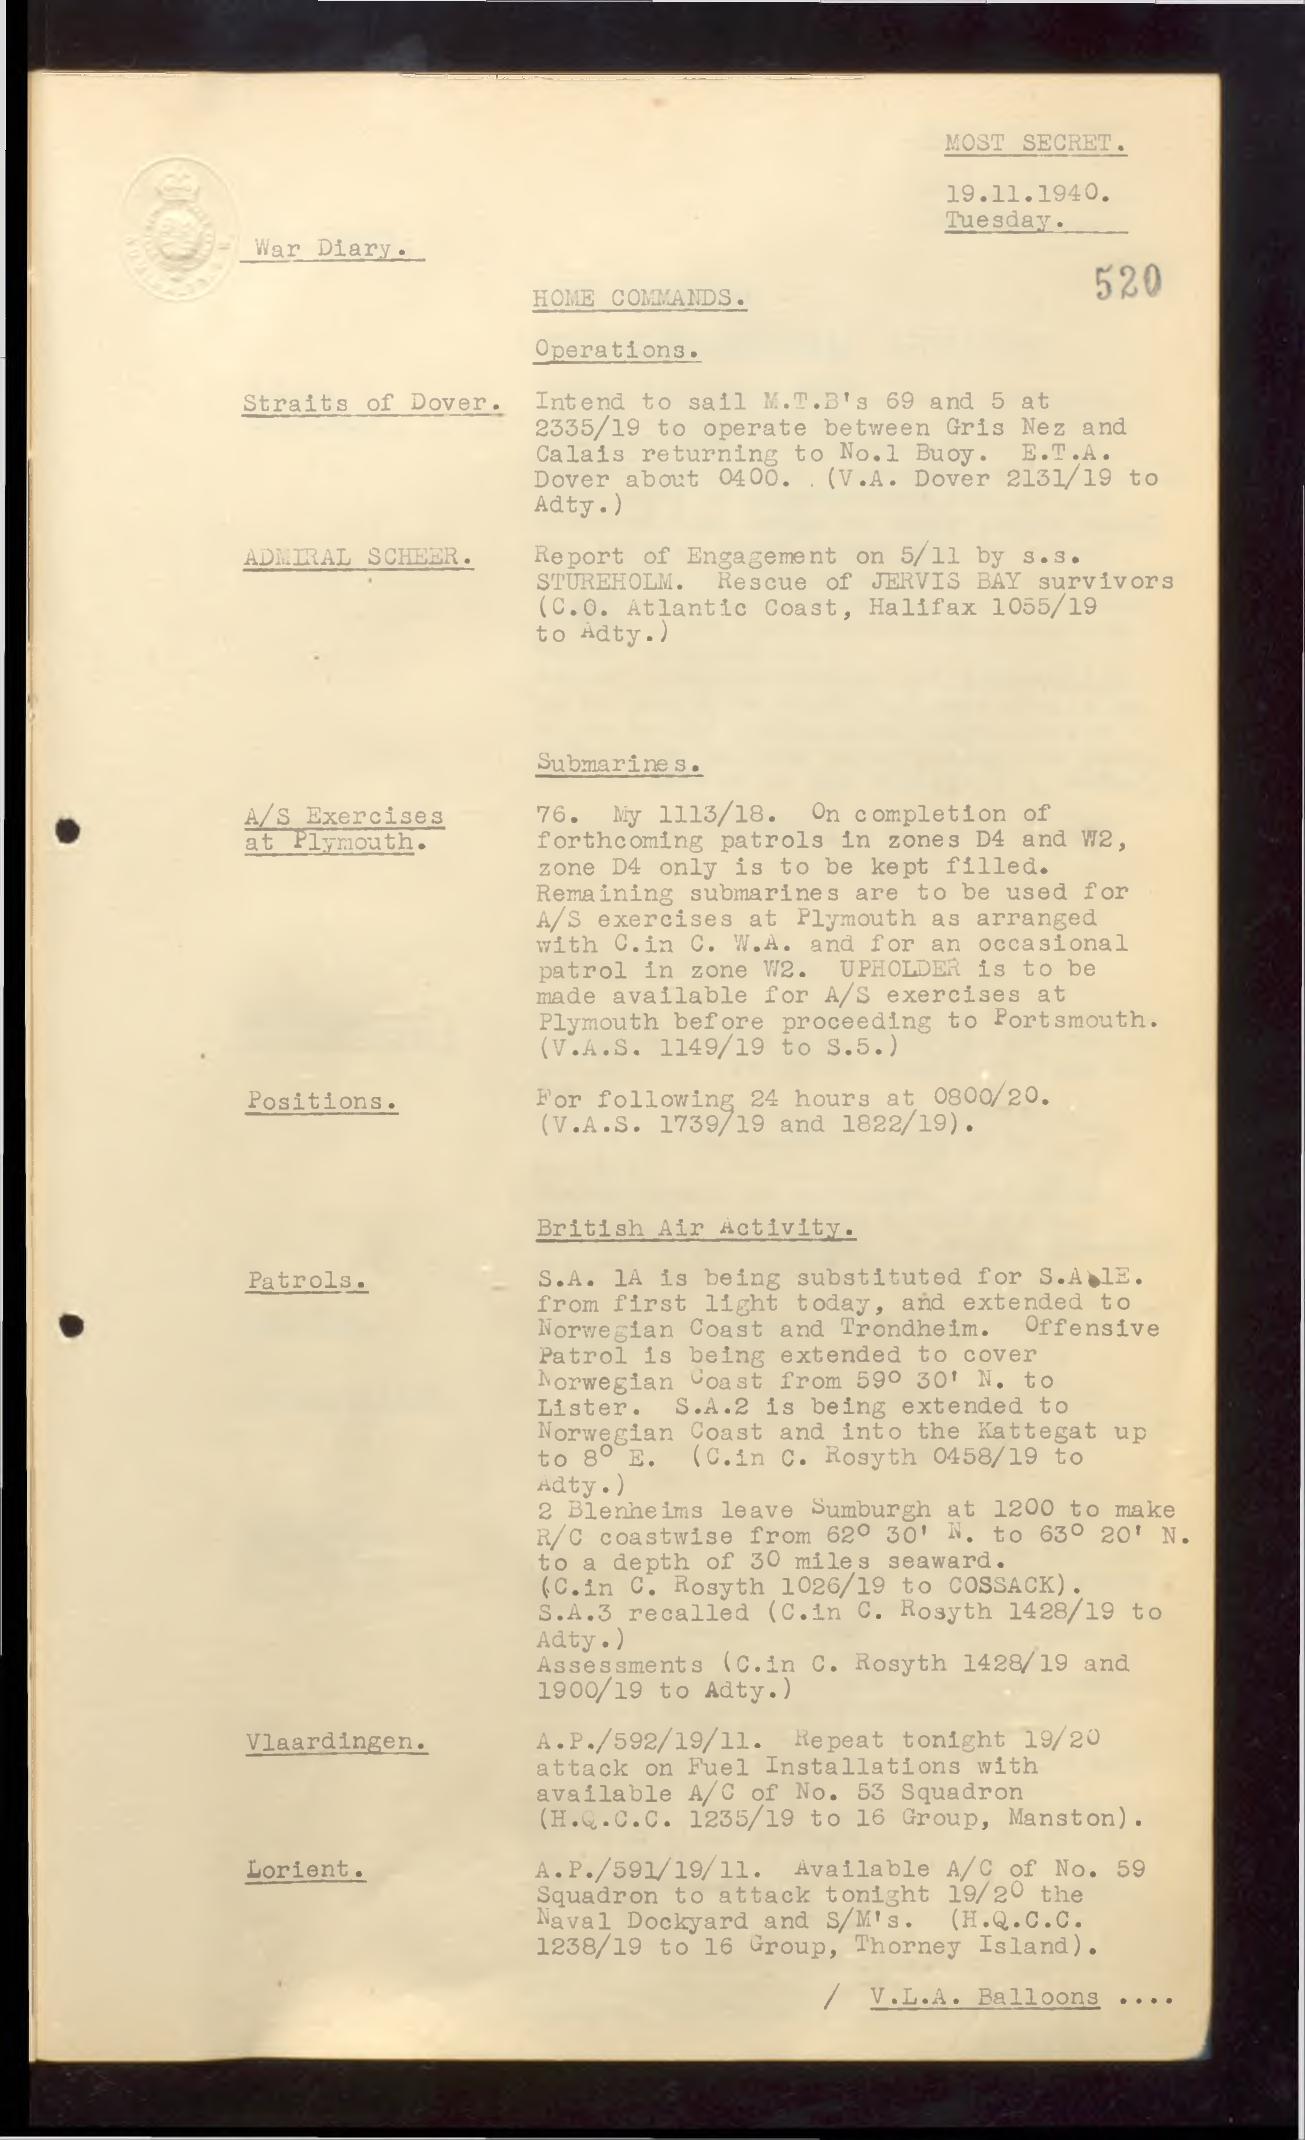 MOST SECRET.
19.11.1940.
Tuesday.
War Diary.
520
HOME COMMANDS.
Operations.
Straits of Dover. Intend to sail M.T.B's 69 and 5 at
2335/19 to operate between Gris Nez and
Calais returning to No.1 Buoy. E.T.A.
Dover about 0400. . (V.A. Dover 2131/19 to
Adty.)
ADMIRAL SCHEER. Report of Engagement on 5/11 by s.s.
STUREHOLM. Rescue of JERVIS BAY survivors
(C.O. Atlantic Coast, Halifax 1055/19
to Adty.)
Submarines.
A/S Exercises 76. My 1113/18. On completion of
at Plymouth. forthcoming patrols in zones D4 and W2,
zone D4 only is to be kept filled.
Remaining submarines are to be used for
A/S exercises at Plymouth as arranged
with C.in C. W.A. and for an occasional
patrol in zone W2. UPHOLDER is to be
made available for A/S exercises at
Plymouth before proceeding to Portsmouth.
(V.A.S. 1149/19 to S.5.)
Positions. For following 24 hours at 0800/20.
(V.A.S. 1739/19 and 1822/19).
British Air Activity.
Patrols. S.A. 1A is being substituted for S.A.1E.
from first light today, and extended to
Norwegian Coast and Trondheim. Offensive
Patrol is being extended to cover
Norwegian Coast from 59° 30' N. to
Lister. S.A.2 is being extended to
Norwegian Coast and into the Kattegat up
to 8° E. (C.in C. Rosyth 0458/19 to
Adty.)
2 Blenheims leave Sumburgh at 1200 to make
R/C coastwise from 62° 30' N. to 63° 20' N.
to a depth of 30 miles seaward.
(C.in C. Rosyth 1026/19 to COSSACK).
S.A.3 recalled (C.in C. Rosyth 1428/19 to
Adty.)
Assessments (C.in C. Rosyth 1428/19 and
1900/19 to Adty.)
Vlaardingen. A.P./592/19/11. Repeat tonight 19/20
attack on Fuel Installations with
available A/C of No. 53 Squadron
(H.Q.C.C. 1235/19 to 16 Group, Manston).
Lorient. A.P./591/19/11. Available A/C of No. 59
Squadron to attack tonight 19/20 the
Naval Dockyard and S/M's. (H.Q.C.C.
1238/19 to 16 Group, Thorney Island).
/ V.L.A. Balloons ....